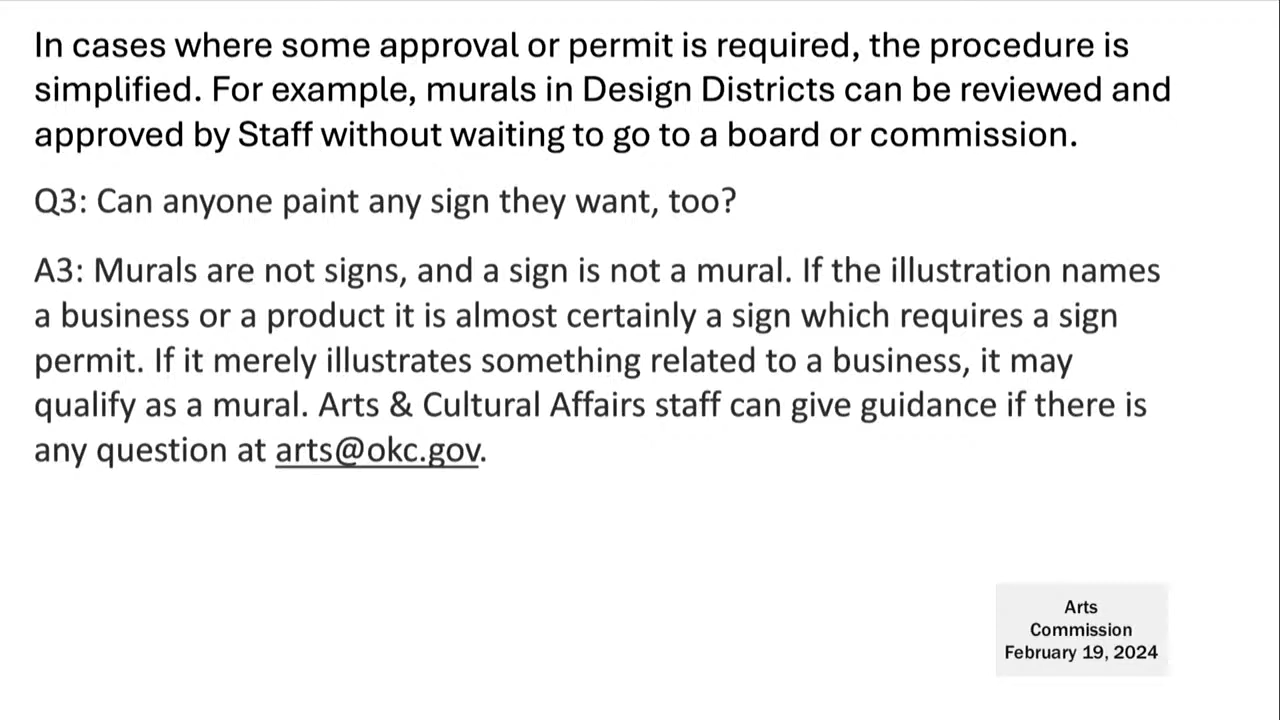 In cases where some approval or permit is required, the procedure is
simplified. For example, murals in Design Districts can be reviewed and
approved by Staff without waiting to go to a board or commission.
Q3: Can anyone paint any sign they want, too?
A3: Murals are not signs, and a sign is not a mural. If the illustration names
a business or a product it is almost certainly a sign which requires a sign
permit. If it merely illustrates something related to a business, it may
qualify as a mural. Arts & Cultural Affairs staff can give guidance if there is
any question at arts@okc.gov.
Arts
Commission
February 19, 2024